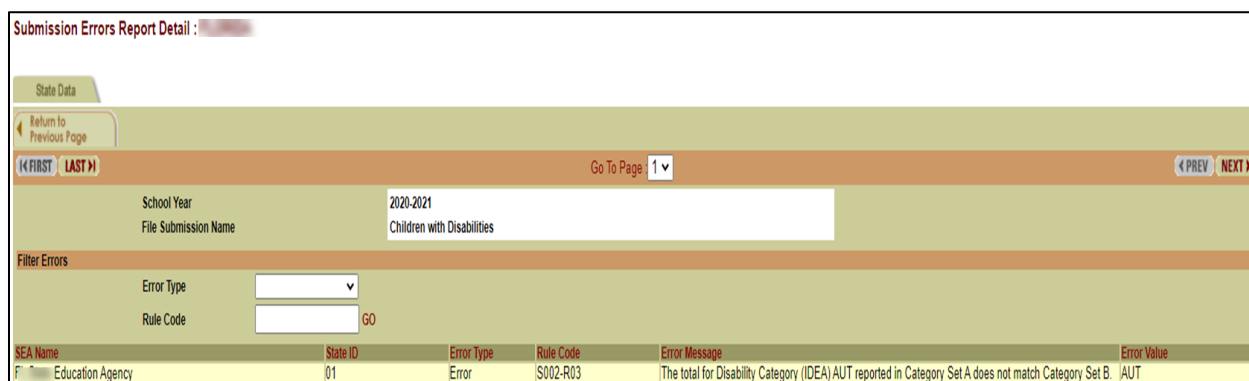 Submission Errors Report Detail :
State Data
Return to
Previous Page
FIRST LAST Go To Page : 1 PREV NEXT
School Year 2020-2021
File Submission Name Children with Disabilities
Filter Errors
Error Type
Rule Code GO
SEA Name State ID Error Type Rule Code Error Message Error Value
Education Agency 01 Error S002-R03 The total for Disability Category (IDEA) AUT reported in Category Set A does not match Category Set B. AUT